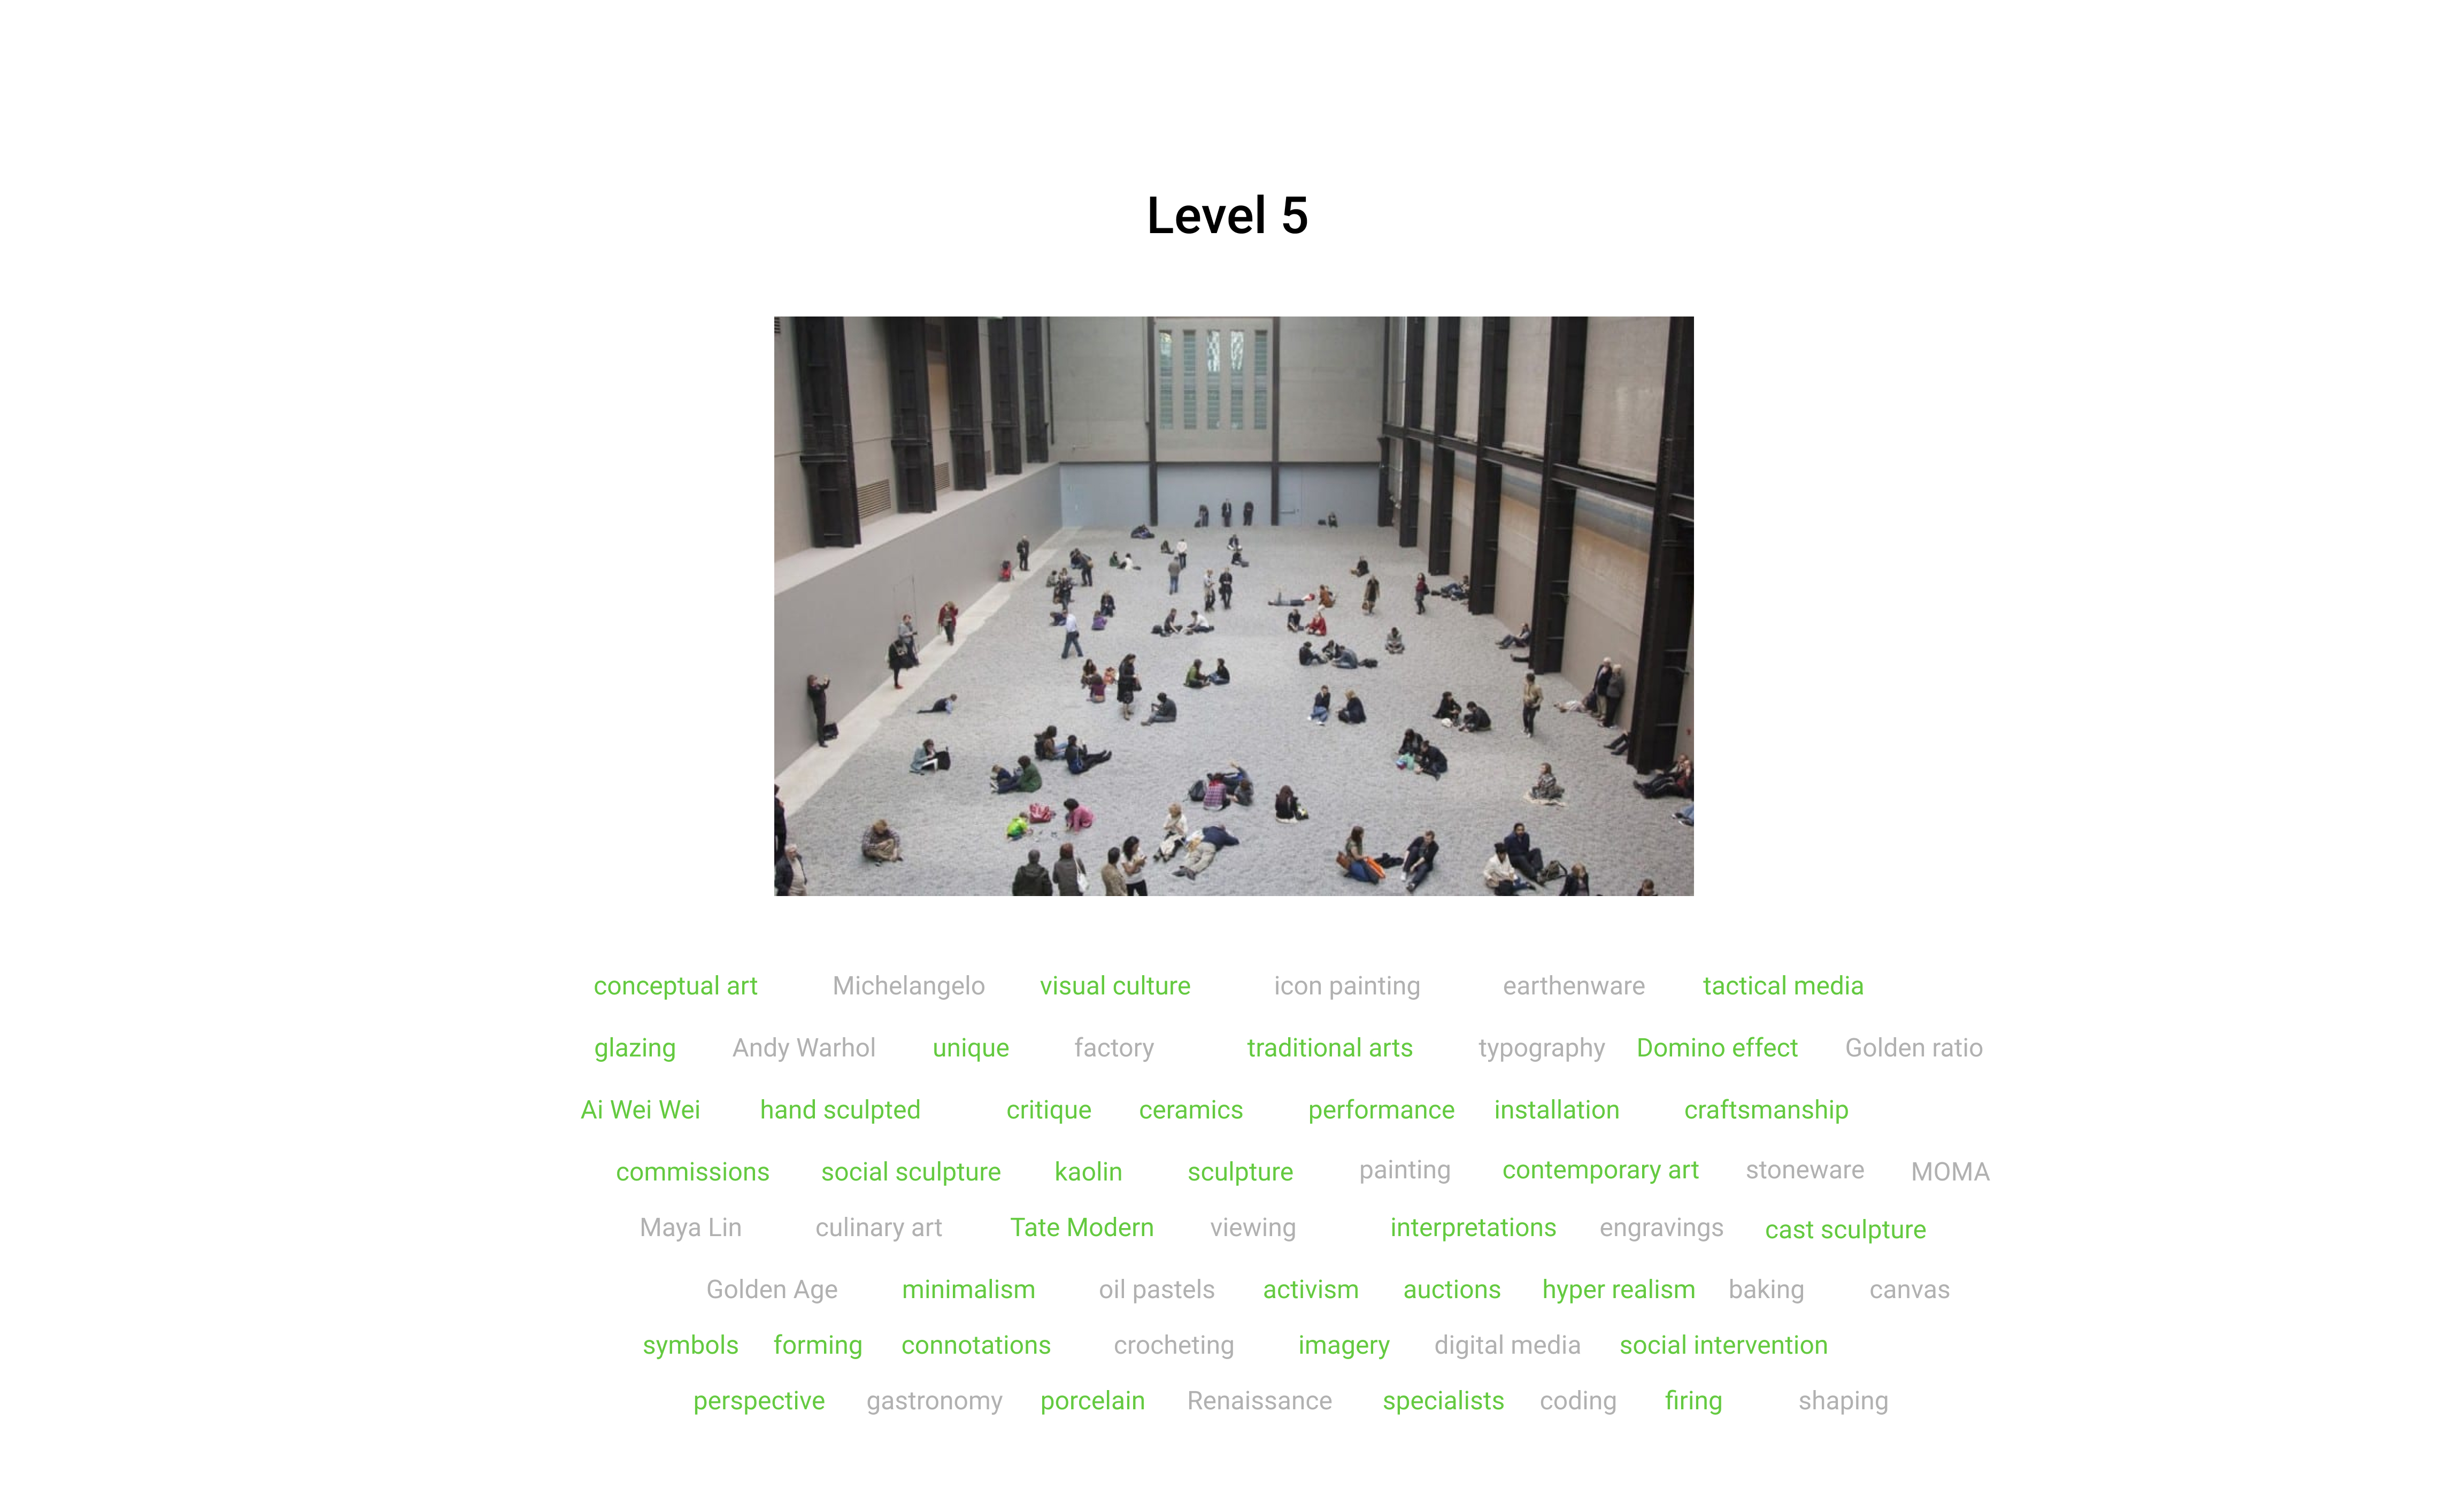 Level 5
conceptual art Michelangelo visual culture icon painting earthenware tactical media
glazing Andy Warhol unique factory traditional arts typography Domino effect Golden ratio
Ai Wei Wei hand sculpted critique ceramics performance installation craftsmanship
commissions social sculpture kaolin sculpture painting contemporary art stoneware MOMA
Maya Lin culinary art Tate Modern viewing interpretations engravings cast sculpture
Golden Age minimalism oil pastels activism auctions hyper realism baking canvas
symbols forming connotations crocheting imagery digital media social intervention
perspective gastronomy porcelain Renaissance specialists coding firing shaping